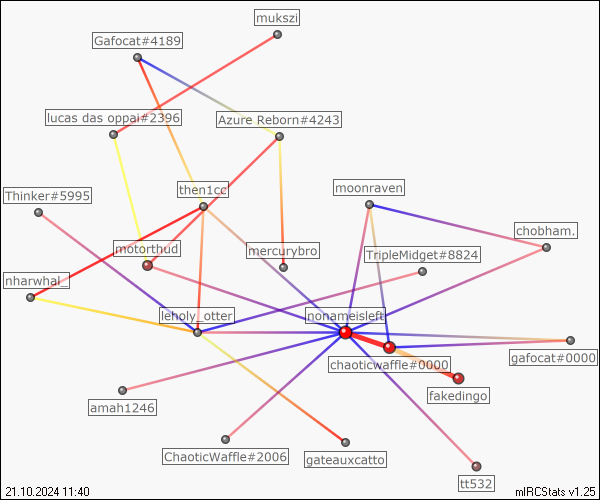 mukszi
Gafocat#4189
lucas das oppai#2396
Azure Reborn#4243
then1cc
moonraven
Thinker#5995
chobham.
motorthud
mercurybro
TripleMidget#8824
nharwhal_
leholy_otter
nonameisleft
chaoticwaffle#0000
gafocat#0000
fakedingo
amah1246
ChaoticWaffle#2006
gateauxcatto
tt532
21.10.2024 11:40
mIRCStats v1.25